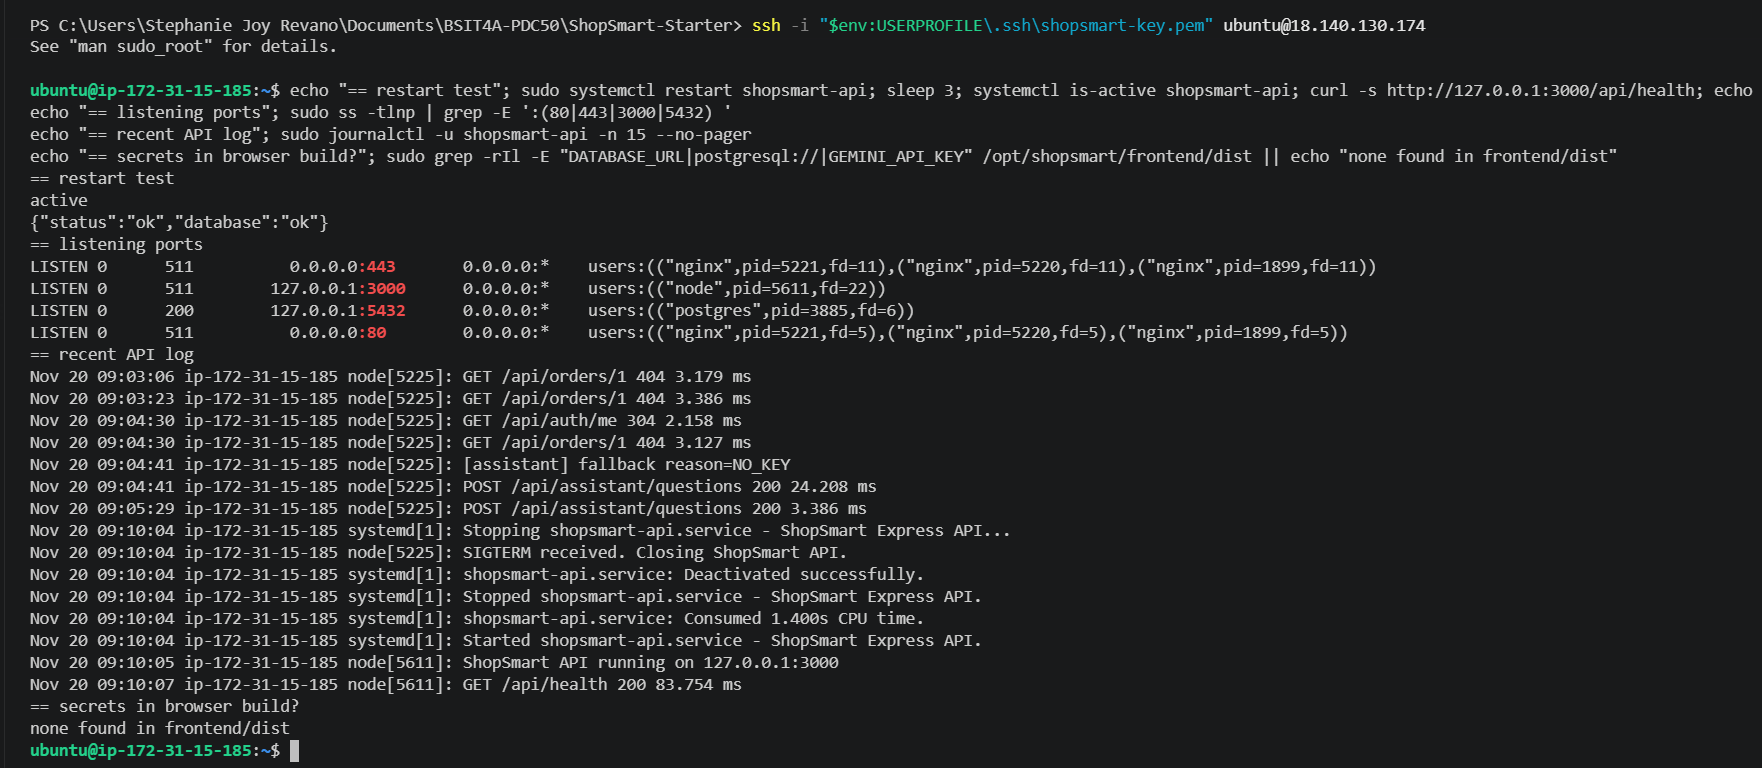 PS C:\Users\Stephanie Joy Revano\Documents\BSIT4A-PDC50\ShopSmart-Starter> ssh -i "$env:USERPROFILE\.ssh\shopsmart-key.pem" ubuntu@18.140.130.174
See "man sudo_root" for details.
ubuntu@ip-172-31-15-185:~$ echo "== restart test"; sudo systemctl restart shopsmart-api; sleep 3; systemctl is-active shopsmart-api; curl -s http://127.0.0.1:3000/api/health; echo
echo "== listening ports"; sudo ss -tlnp | grep -E ':(80|443|3000|5432) '
echo "== recent API log"; sudo journalctl -u shopsmart-api -n 15 --no-pager
echo "== secrets in browser build?"; sudo grep -rIl -E "DATABASE_URL|postgresql://|GEMINI_API_KEY" /opt/shopsmart/frontend/dist || echo "none found in frontend/dist"
== restart test
active
{"status":"ok","database":"ok"}
== listening ports
LISTEN 0      511          0.0.0.0:443       0.0.0.0:*    users:(("nginx",pid=5221,fd=11),("nginx",pid=5220,fd=11),("nginx",pid=1899,fd=11))
LISTEN 0      511        127.0.0.1:3000      0.0.0.0:*    users:(("node",pid=5611,fd=22))
LISTEN 0      200        127.0.0.1:5432      0.0.0.0:*    users:(("postgres",pid=3885,fd=6))
LISTEN 0      511          0.0.0.0:80        0.0.0.0:*    users:(("nginx",pid=5221,fd=5),("nginx",pid=5220,fd=5),("nginx",pid=1899,fd=5))
== recent API log
Nov 20 09:03:06 ip-172-31-15-185 node[5225]: GET /api/orders/1 404 3.179 ms
Nov 20 09:03:23 ip-172-31-15-185 node[5225]: GET /api/orders/1 404 3.386 ms
Nov 20 09:04:30 ip-172-31-15-185 node[5225]: GET /api/auth/me 304 2.158 ms
Nov 20 09:04:30 ip-172-31-15-185 node[5225]: GET /api/orders/1 404 3.127 ms
Nov 20 09:04:41 ip-172-31-15-185 node[5225]: [assistant] fallback reason=NO_KEY
Nov 20 09:04:41 ip-172-31-15-185 node[5225]: POST /api/assistant/questions 200 24.208 ms
Nov 20 09:05:29 ip-172-31-15-185 node[5225]: POST /api/assistant/questions 200 3.386 ms
Nov 20 09:10:04 ip-172-31-15-185 systemd[1]: Stopping shopsmart-api.service - ShopSmart Express API...
Nov 20 09:10:04 ip-172-31-15-185 node[5225]: SIGTERM received. Closing ShopSmart API.
Nov 20 09:10:04 ip-172-31-15-185 systemd[1]: shopsmart-api.service: Deactivated successfully.
Nov 20 09:10:04 ip-172-31-15-185 systemd[1]: Stopped shopsmart-api.service - ShopSmart Express API.
Nov 20 09:10:04 ip-172-31-15-185 systemd[1]: shopsmart-api.service: Consumed 1.400s CPU time.
Nov 20 09:10:04 ip-172-31-15-185 systemd[1]: Started shopsmart-api.service - ShopSmart Express API.
Nov 20 09:10:05 ip-172-31-15-185 node[5611]: ShopSmart API running on 127.0.0.1:3000
Nov 20 09:10:07 ip-172-31-15-185 node[5611]: GET /api/health 200 83.754 ms
== secrets in browser build?
none found in frontend/dist
ubuntu@ip-172-31-15-185:~$